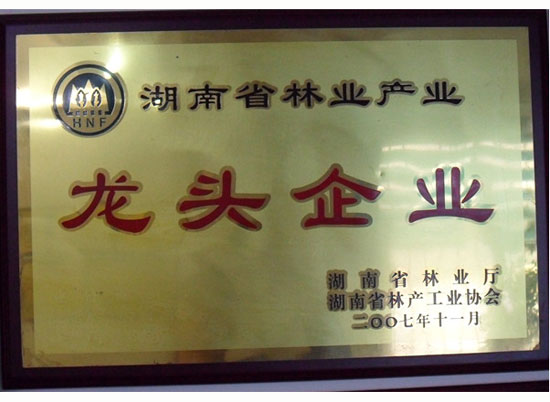 湖南省林业产业
HNF
龙头企业
湖南省林业厅
湖南省林产工业协会
二〇〇七年十一月